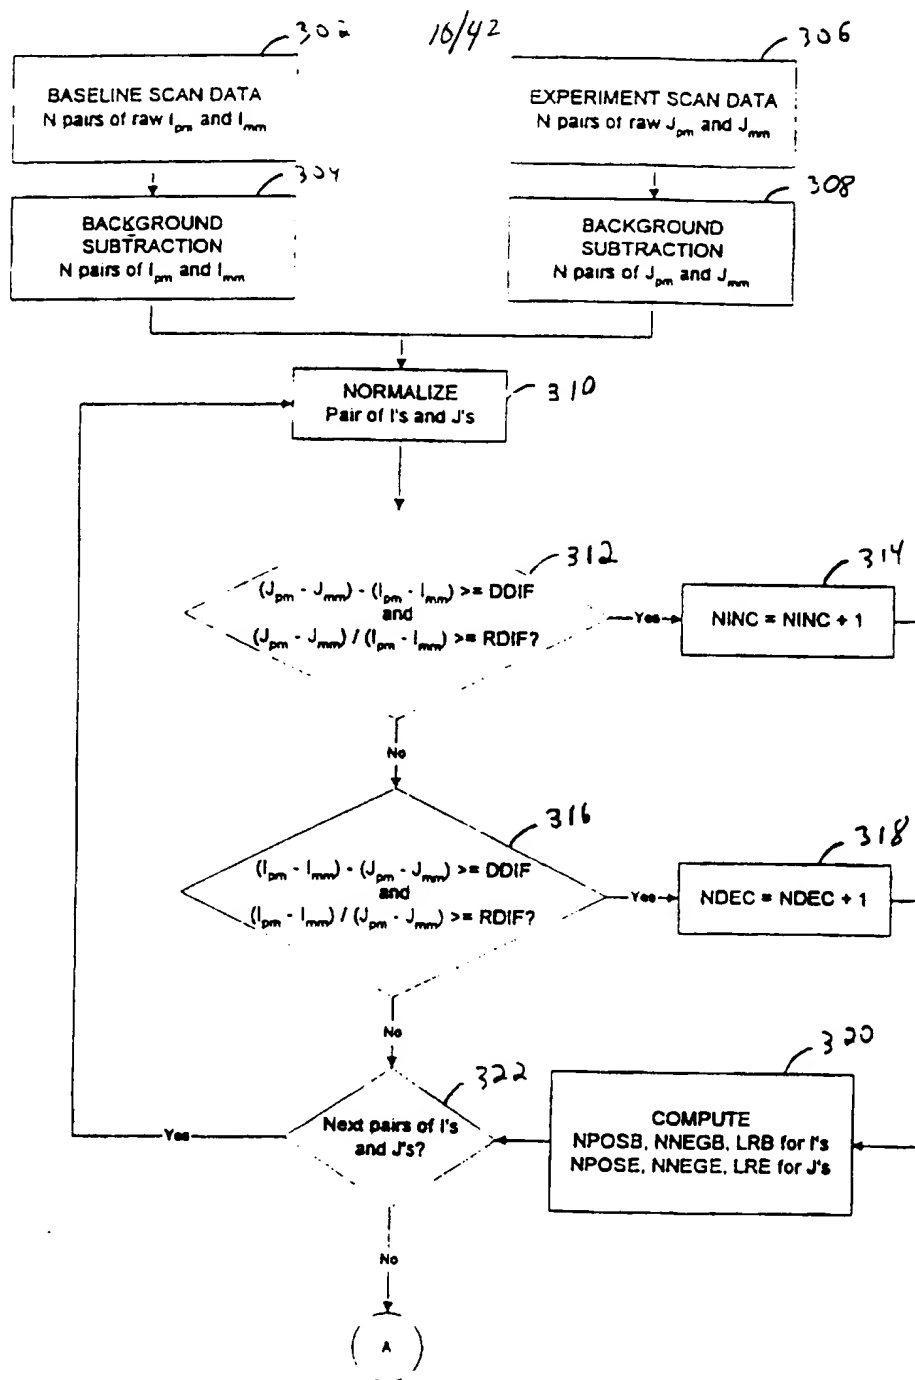 302
10/42
306
BASELINE SCAN DATA
N pairs of raw Ipm and Imm
EXPERIMENT SCAN DATA
N pairs of raw Jpm and Jmm
304
308
BACKGROUND
SUBTRACTION
N pairs of Ipm and Imm
BACKGROUND
SUBTRACTION
N pairs of Jpm and Jmm
NORMALIZE
Pair of I's and J's
310
312
(Jpm - Jmm) - (Ipm - Imm) >= DDIF
and
(Jpm - Jmm) / (Ipm - Imm) >= RDIF?
Yes
314
NINC = NINC + 1
No
316
(Ipm - Imm) - (Jpm - Jmm) >= DDIF
and
(Ipm - Imm) / (Jpm - Jmm) >= RDIF?
Yes
318
NDEC = NDEC + 1
No
322
Next pairs of I's
and J's?
Yes
320
COMPUTE
NPOSB, NNEGB, LRB for I's
NPOSE, NNEGE, LRE for J's
No
A